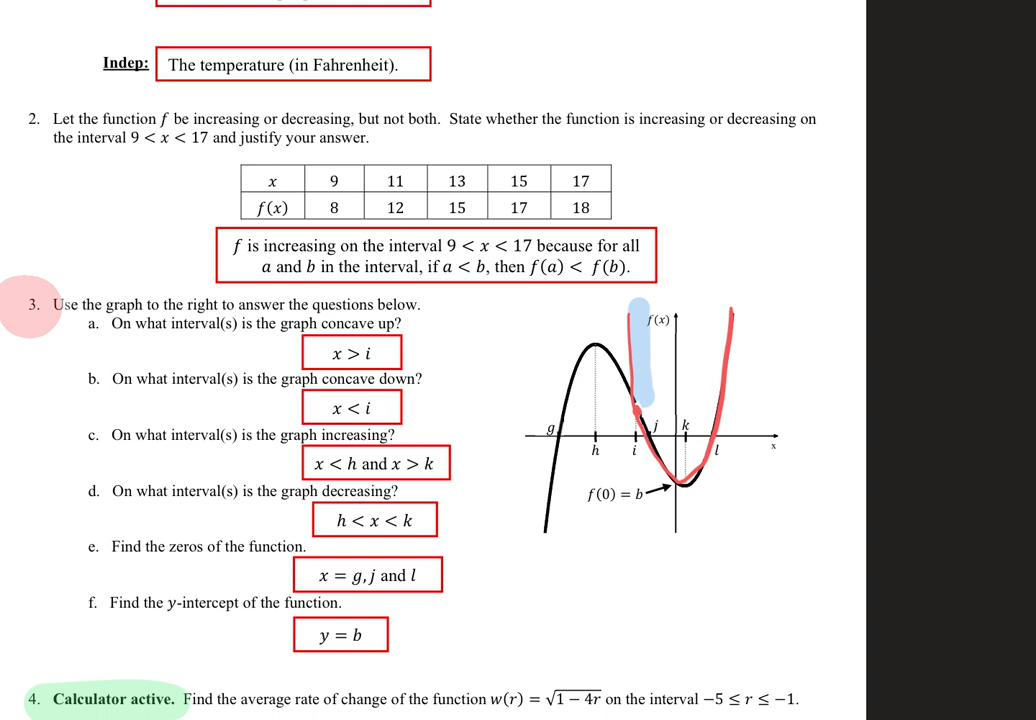 Indep: The temperature (in Fahrenheit).
2. Let the function f be increasing or decreasing, but not both. State whether the function is increasing or decreasing on
the interval 9 < x < 17 and justify your answer.
x 9 11 13 15 17
f(x) 8 12 15 17 18
f is increasing on the interval 9 < x < 17 because for all
a and b in the interval, if a < b, then f(a) < f(b).
3. Use the graph to the right to answer the questions below.
a. On what interval(s) is the graph concave up?
x > i
b. On what interval(s) is the graph concave down?
x < i
c. On what interval(s) is the graph increasing?
x < h and x > k
d. On what interval(s) is the graph decreasing?
h < x < k
e. Find the zeros of the function.
x = g, j and l
f. Find the y-intercept of the function.
y = b
f(x)
g j k
h i l x
f(0) = b
4. Calculator active. Find the average rate of change of the function w(r) = √(1 − 4r) on the interval −5 ≤ r ≤ −1.